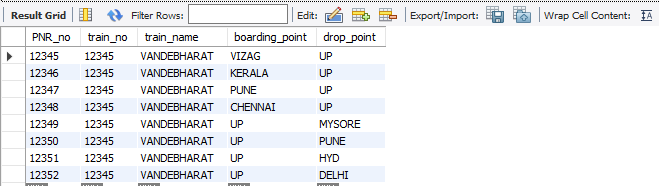 Result Grid Filter Rows: Edit: Export/Import: Wrap Cell Content:
PNR_no train_no train_name boarding_point drop_point
12345 12345 VANDEBHARAT VIZAG UP
12346 12345 VANDEBHARAT KERALA UP
12347 12345 VANDEBHARAT PUNE UP
12348 12345 VANDEBHARAT CHENNAI UP
12349 12345 VANDEBHARAT UP MYSORE
12350 12345 VANDEBHARAT UP PUNE
12351 12345 VANDEBHARAT UP HYD
12352 12345 VANDEBHARAT UP DELHI